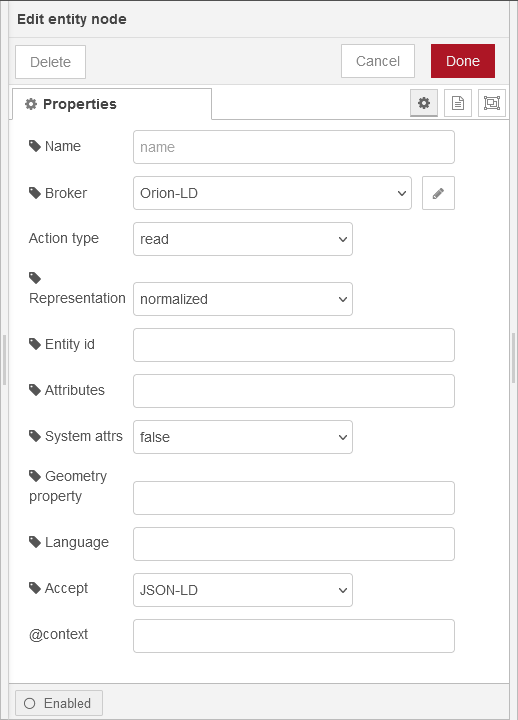 Edit entity node
Delete
Cancel
Done
Properties
Name
name
Broker
Orion-LD
Action type
read
Representation
normalized
Entity id
Attributes
System attrs
false
Geometry
property
Language
Accept
JSON-LD
@context
Enabled